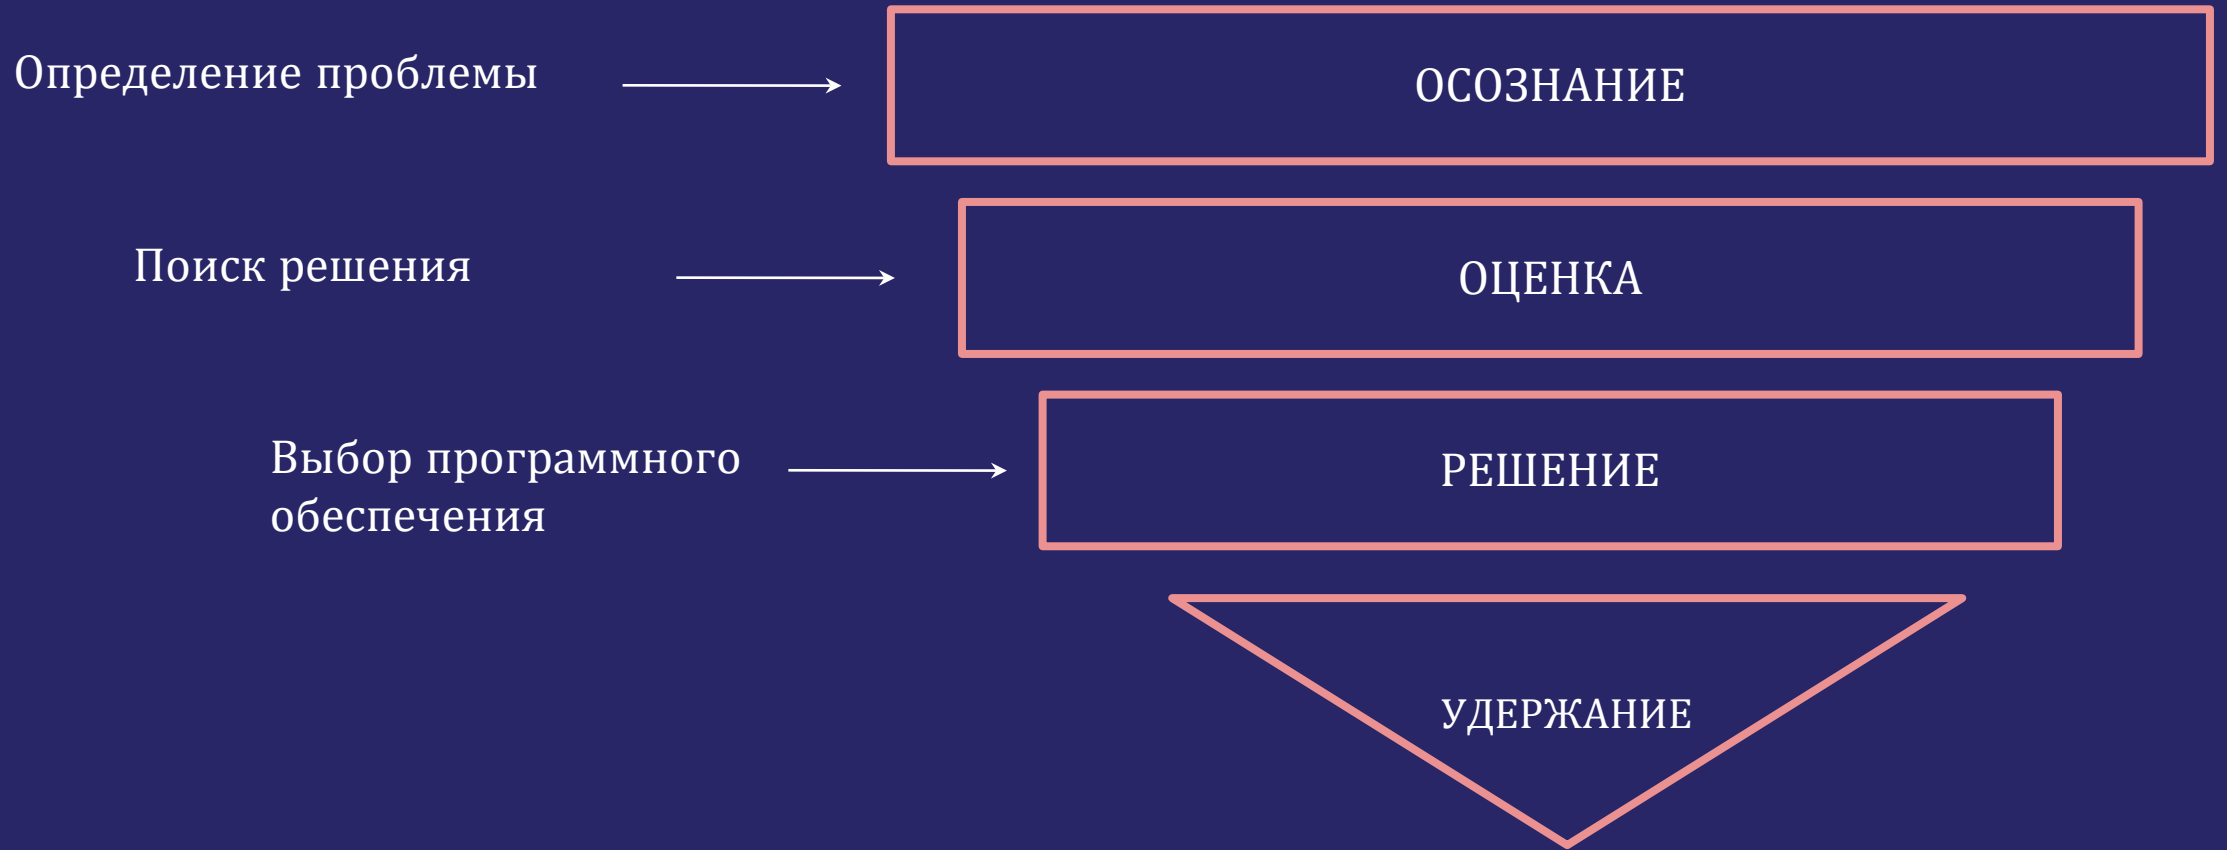 Определение проблемы
ОСОЗНАНИЕ
Поиск решения
ОЦЕНКА
Выбор программного
обеспечения
РЕШЕНИЕ
УДЕРЖАНИЕ